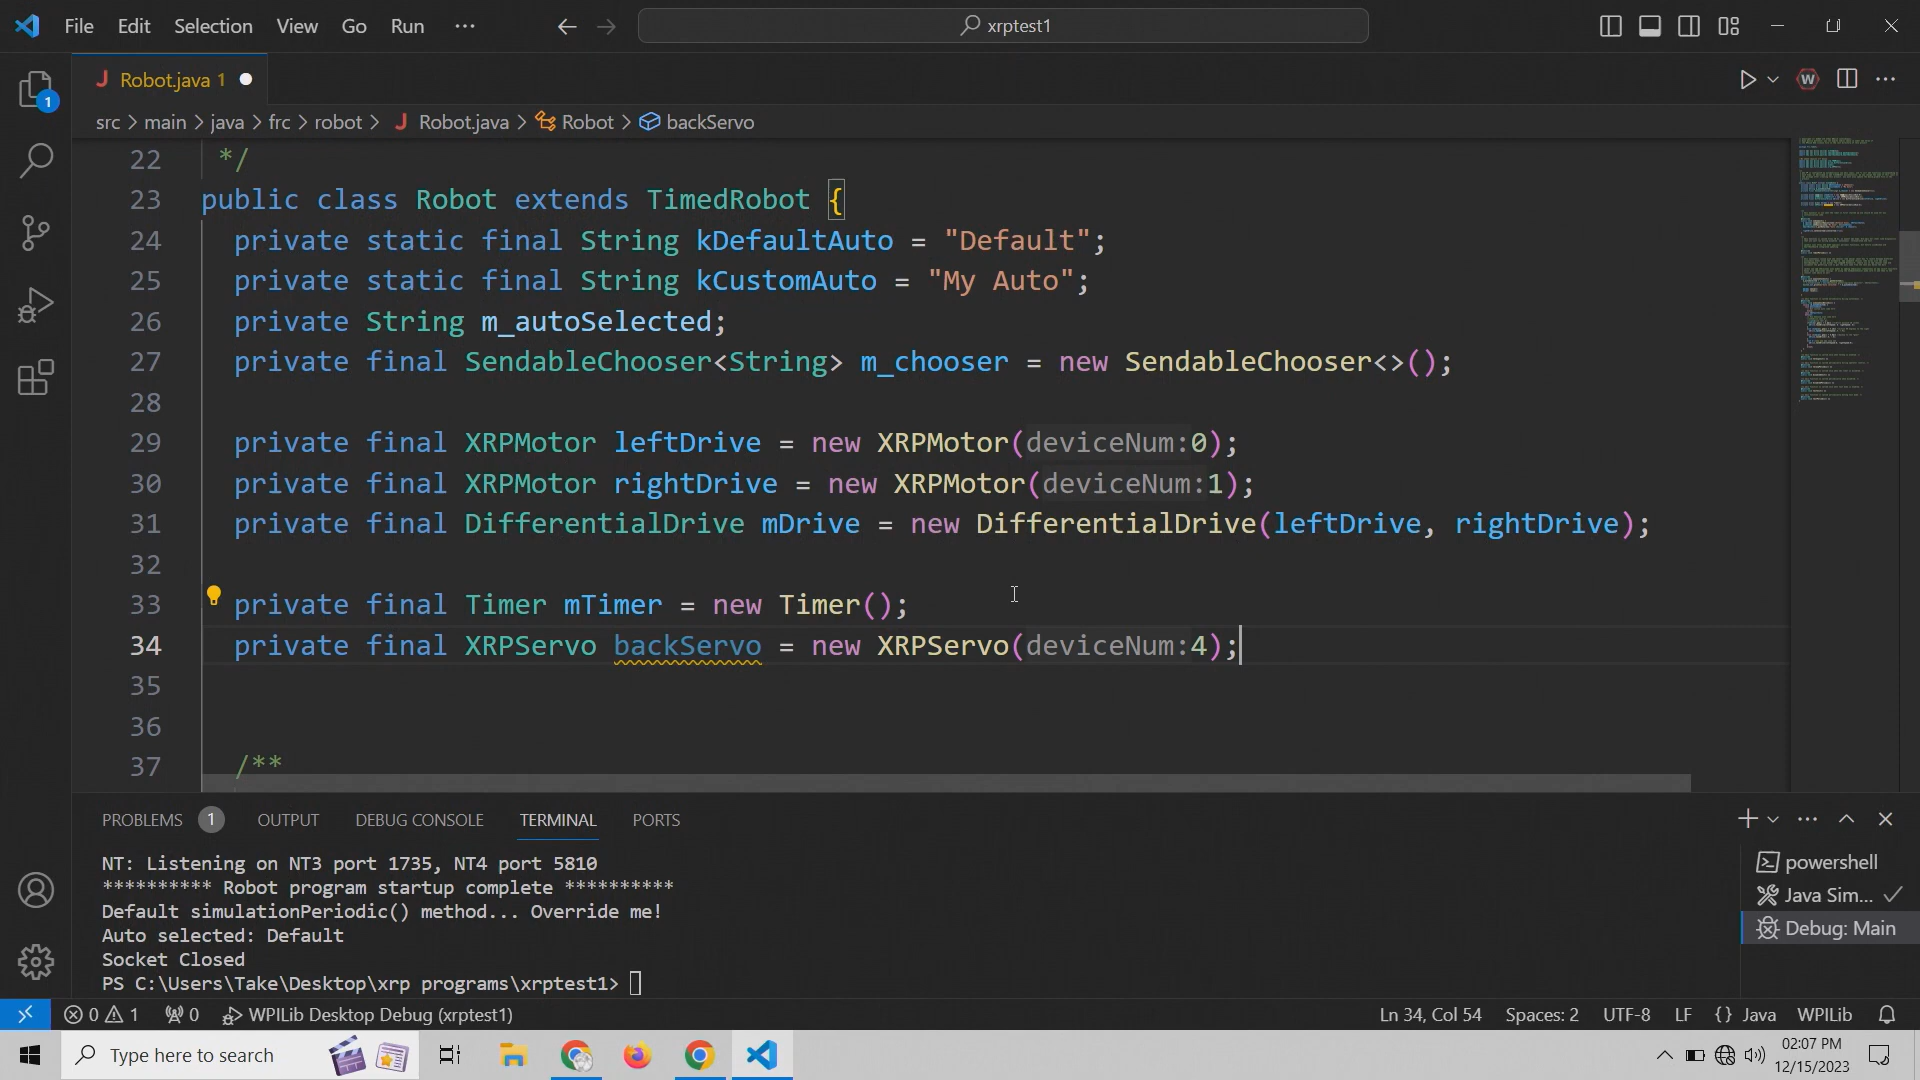 File Edit Selection View Go Run ...
xrptest1
Robot.java 1
src > main > java > frc > robot > J Robot.java > Robot > backServo
22 */
23 public class Robot extends TimedRobot {
24 private static final String kDefaultAuto = "Default";
25 private static final String kCustomAuto = "My Auto";
26 private String m_autoSelected;
27 private final SendableChooser<String> m_chooser = new SendableChooser<>();
28
29 private final XRPMotor leftDrive = new XRPMotor(deviceNum:0);
30 private final XRPMotor rightDrive = new XRPMotor(deviceNum:1);
31 private final DifferentialDrive mDrive = new DifferentialDrive(leftDrive, rightDrive);
32
33 private final Timer mTimer = new Timer();
34 private final XRPServo backServo = new XRPServo(deviceNum:4);
35
36
37 /**
PROBLEMS 1 OUTPUT DEBUG CONSOLE TERMINAL PORTS
NT: Listening on NT3 port 1735, NT4 port 5810
********** Robot program startup complete **********
Default simulationPeriodic() method... Override me!
Auto selected: Default
Socket Closed
PS C:\Users\Take\Desktop\xrp programs\xrptest1>
powershell
Java Sim...
Debug: Main
0 1 0 WPILib Desktop Debug (xrptest1) Ln 34, Col 54 Spaces: 2 UTF-8 LF {} Java WPILib
Type here to search
02:07 PM
12/15/2023